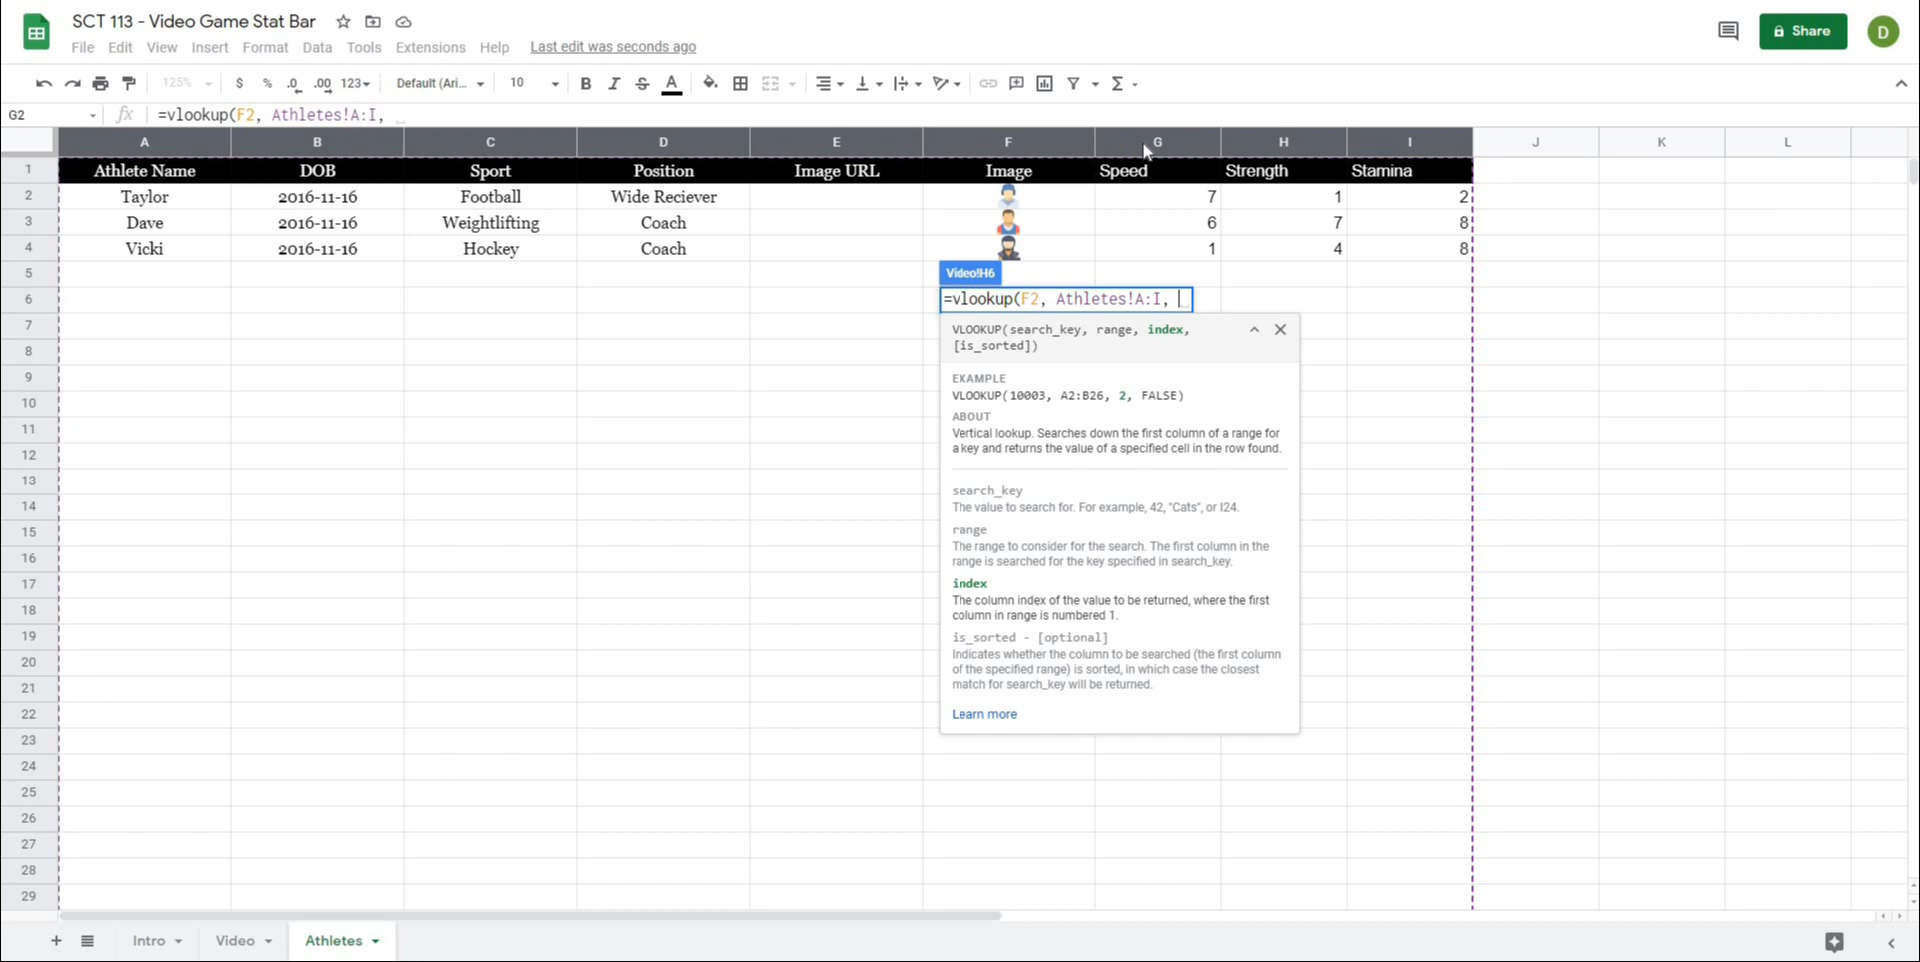 SCT 113 - Video Game Stat Bar
File Edit View Insert Format Data Tools Extensions Help Last edit was seconds ago
Share
D
125% $ % .0 .00 123 Default (Ari... 10 B I S A
G2 fx =vlookup(F2, Athletes!A:I,
A B C D E F G H I J K L
1 Athlete Name DOB Sport Position Image URL Image Speed Strength Stamina
2 Taylor 2016-11-16 Football Wide Reciever 7 1 2
3 Dave 2016-11-16 Weightlifting Coach 6 7 8
4 Vicki 2016-11-16 Hockey Coach 1 4 8
5 Video!H6
6 =vlookup(F2, Athletes!A:I,
7 VLOOKUP(search_key, range, index,
[is_sorted])
8
9 EXAMPLE
10 VLOOKUP(10003, A2:B26, 2, FALSE)
ABOUT
11 Vertical lookup. Searches down the first column of a range for
12 a key and returns the value of a specified cell in the row found.
13 search_key
14 The value to search for. For example, 42, "Cats", or I24.
15 range
The range to consider for the search. The first column in the
16 range is searched for the key specified in search_key.
17 index
18 The column index of the value to be returned, where the first
column in range is numbered 1.
19 is_sorted - [optional]
20 Indicates whether the column to be searched (the first column
of the specified range) is sorted, in which case the closest
21 match for search_key will be returned.
22 Learn more
23
24
25
26
27
28
29
+ Intro Video Athletes